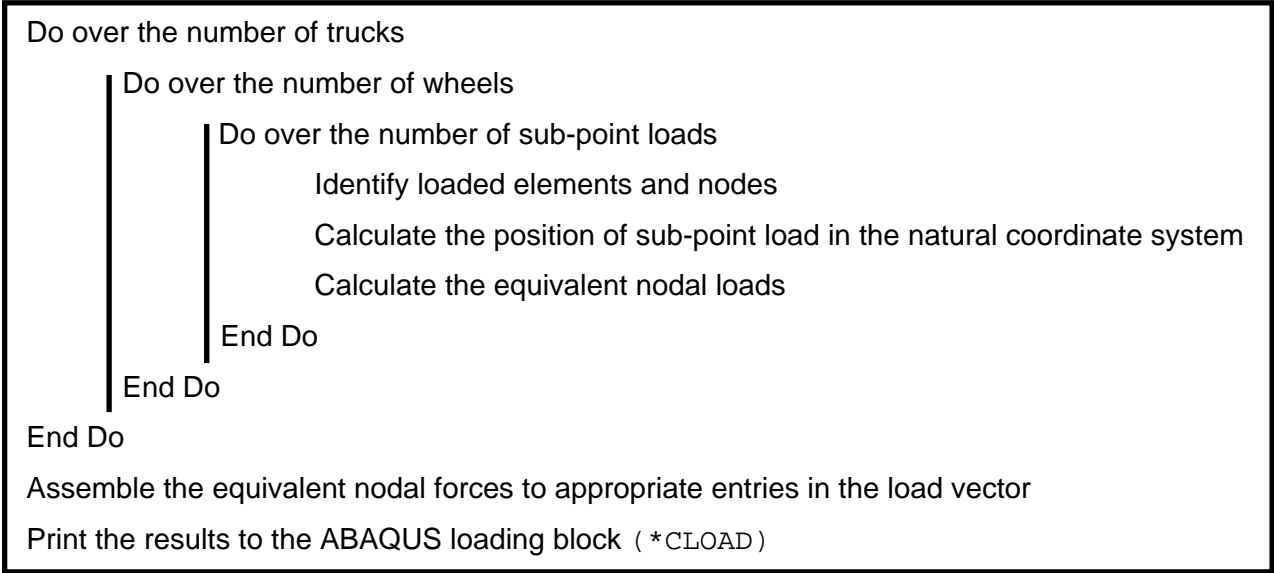 Do over the number of trucks
Do over the number of wheels
Do over the number of sub-point loads
Identify loaded elements and nodes
Calculate the position of sub-point load in the natural coordinate system
Calculate the equivalent nodal loads
End Do
End Do
End Do
Assemble the equivalent nodal forces to appropriate entries in the load vector
Print the results to the ABAQUS loading block (*CLOAD)